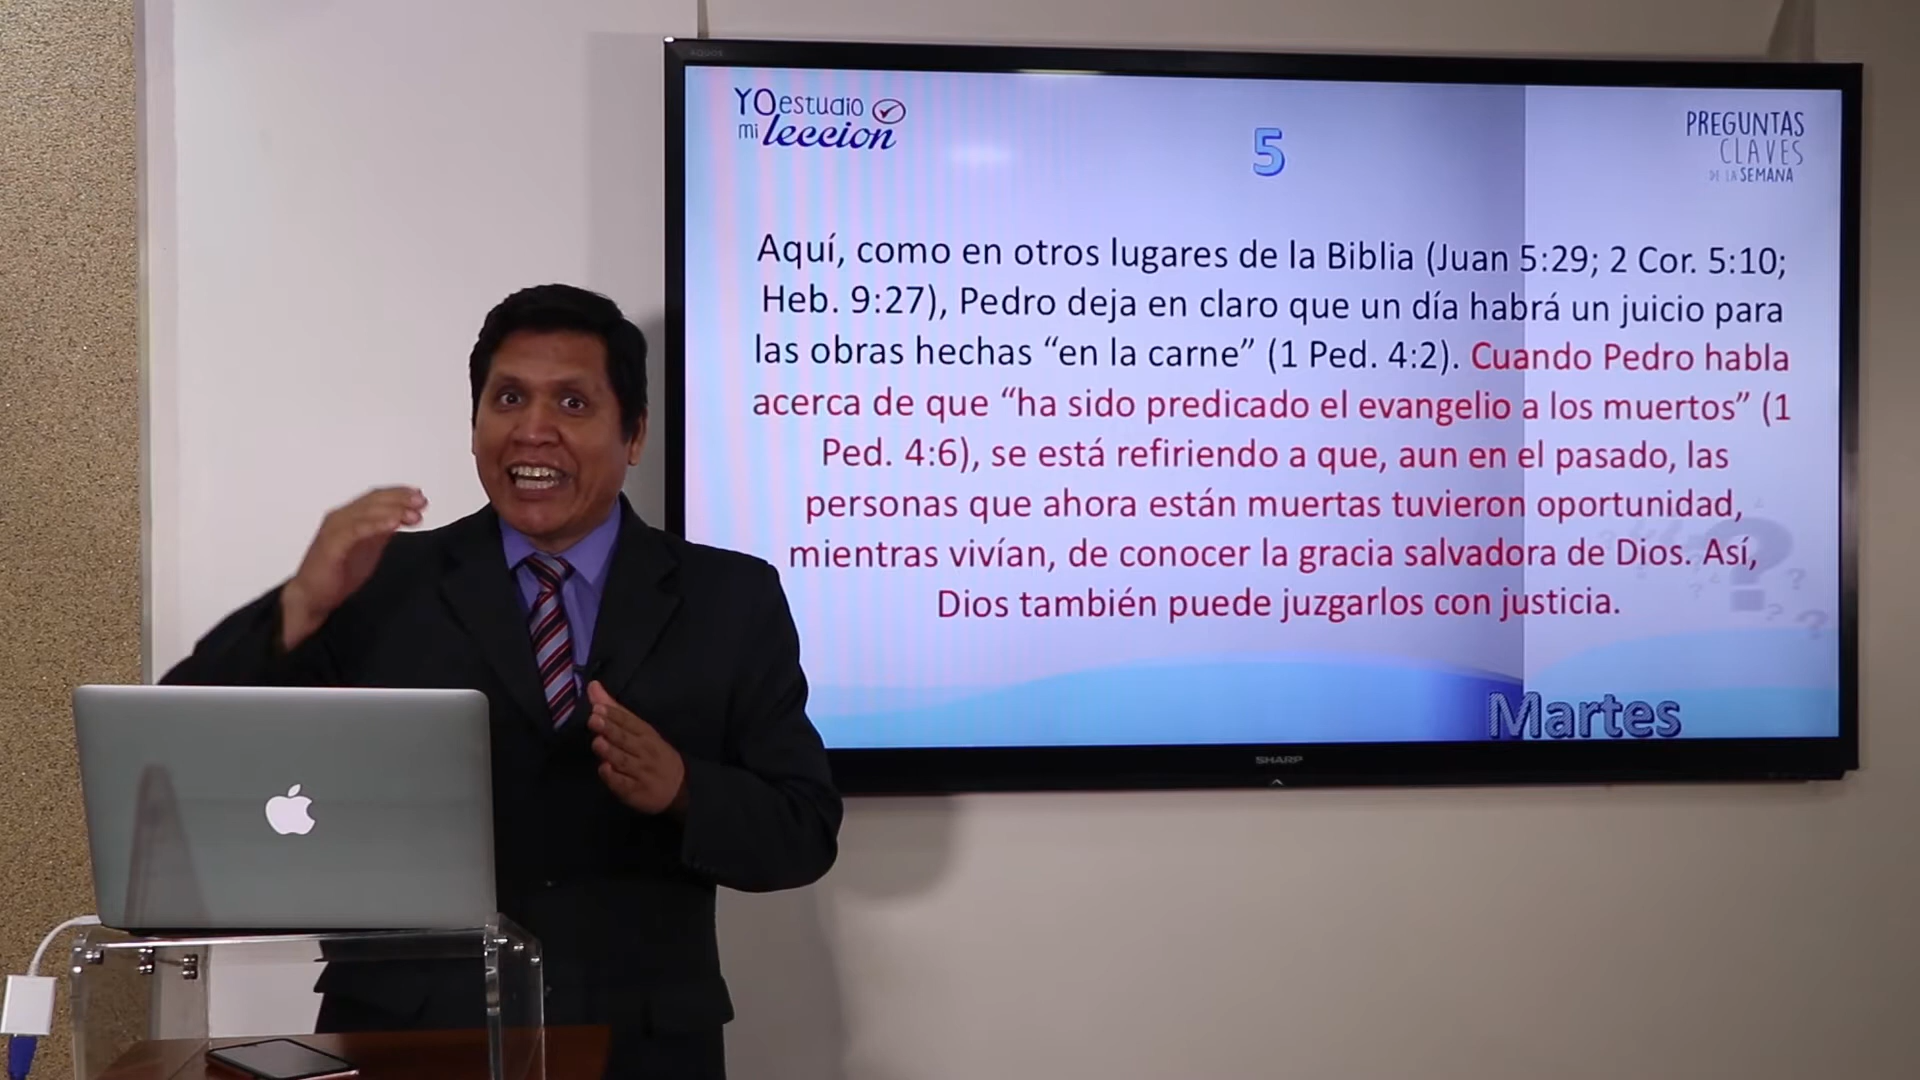 AQUOS
YOestudio
mi leccion
5
PREGUNTAS
CLAVES
DE LA SEMANA
Aquí, como en otros lugares de la Biblia (Juan 5:29; 2 Cor. 5:10;
Heb. 9:27), Pedro deja en claro que un día habrá un juicio para
las obras hechas “en la carne” (1 Ped. 4:2). Cuando Pedro habla
acerca de que “ha sido predicado el evangelio a los muertos” (1
Ped. 4:6), se está refiriendo a que, aun en el pasado, las
personas que ahora están muertas tuvieron oportunidad,
mientras vivían, de conocer la gracia salvadora de Dios. Así,
Dios también puede juzgarlos con justicia.
Martes
SHARP